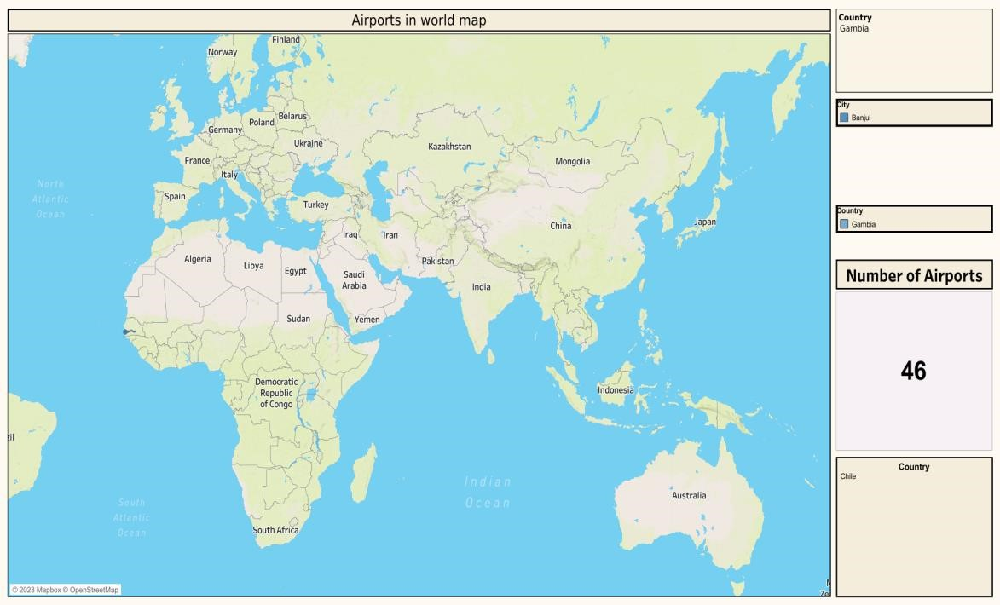 Airports in world map
Country
Gambia
City
Banjul
Country
Gambia
Number of Airports
46
Country
Chile
Finland
Norway
Belarus
Poland
Germany
Ukraine
Kazakhstan
Mongolia
France
Italy
North
Atlantic
Ocean
Spain
Turkey
Japan
China
Iraq
Iran
Pakistan
Algeria
Libya
Egypt
Saudi
Arabia
India
Sudan
Yemen
Democratic
Republic
of Congo
Indonesia
zil
Indian
Ocean
Australia
South
Atlantic
Ocean
South Africa
N
Ze
© 2023 Mapbox © OpenStreetMap